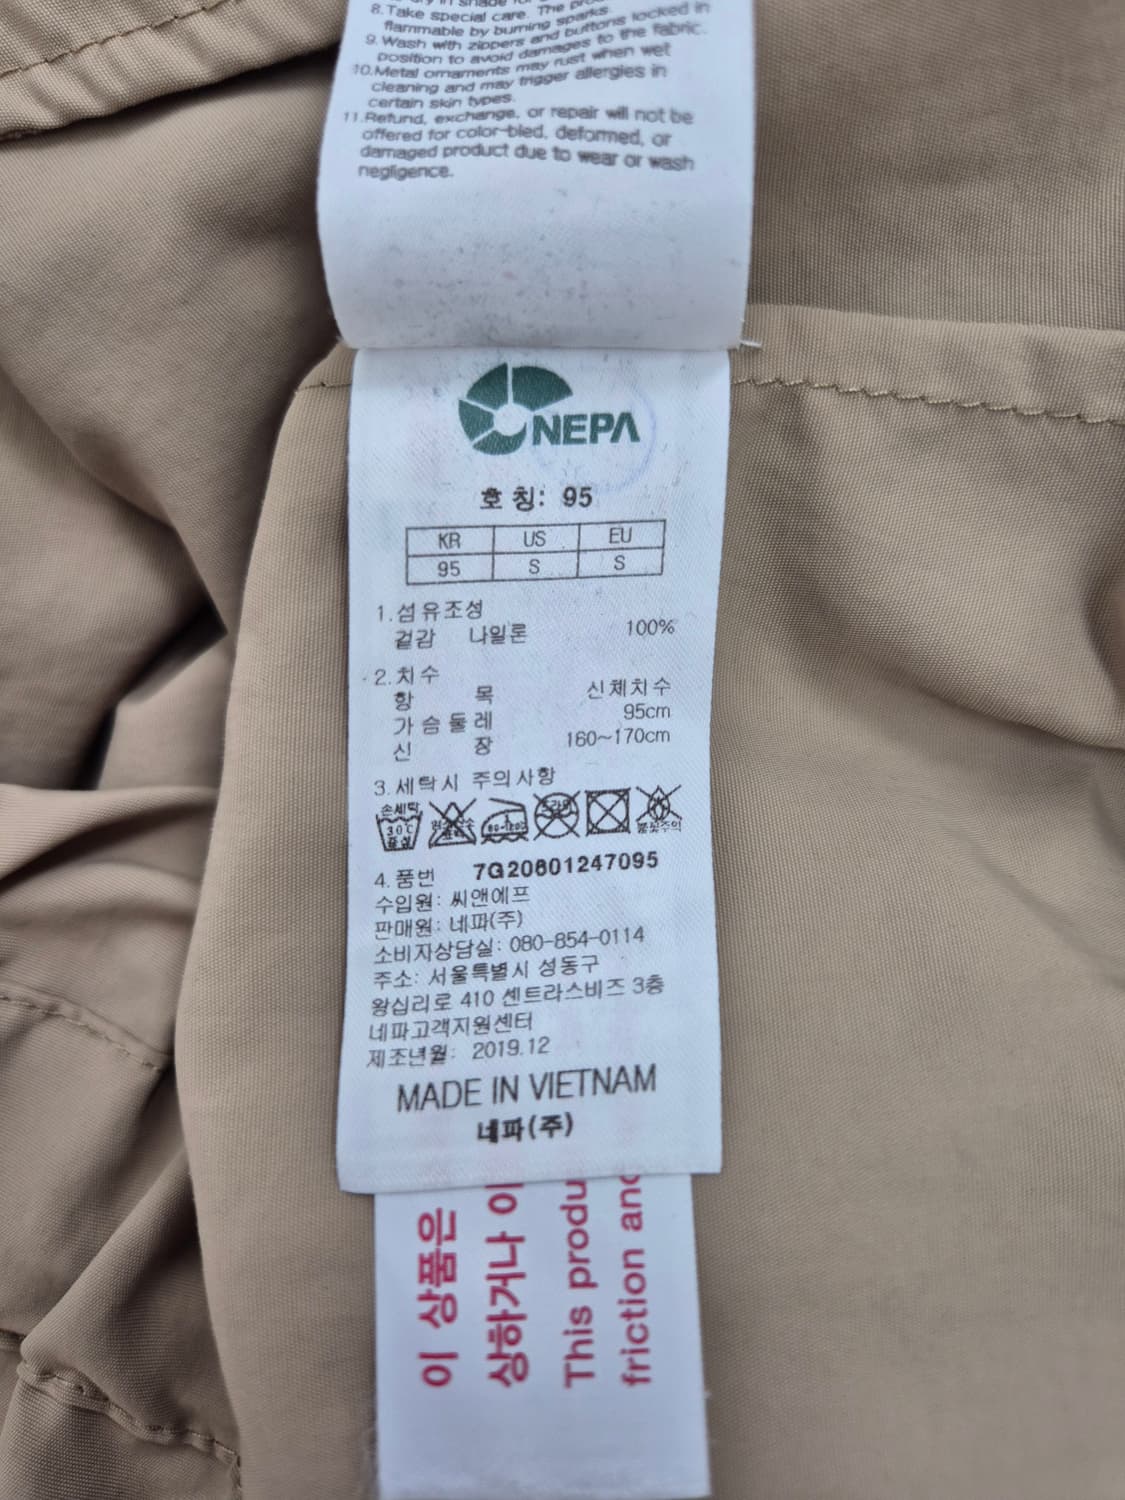 8.Take special care. The
flammable by burning sparks.
9.Wash with zippers and buttons locked in
position to avoid damages to the fabric.
10.Metal ornaments may rust when wet
cleaning and may trigger allergies in
certain skin types.
11.Refund, exchange, or repair will not be
offered for color-bled, deformed, or
damaged product due to wear or wash
negligence.
NEPA
호 칭: 95
KR US EU
95 S S
1.섬유조성
겉감 나일론 100%
2.치수
항 목 신체치수
가슴둘레 95cm
신 장 160~170cm
3.세탁시 주의사항
손세탁
30℃
중성
80~120℃
드라이
불꽃주의
4.품번 7G20601247095
수입원: 씨앤에프
판매원: 네파(주)
소비자상담실: 080-854-0114
주소: 서울특별시 성동구
왕십리로 410 센트라스비즈 3층
네파고객지원센터
제조년월: 2019.12
MADE IN VIETNAM
네파(주)
이 상품은
상하거나
This
friction